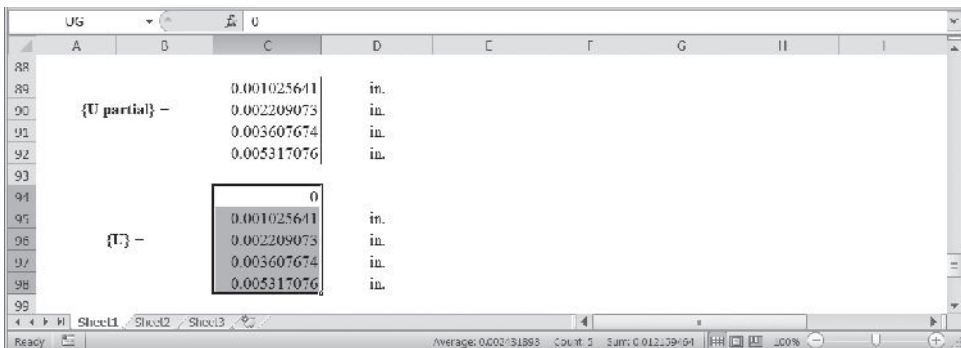 UG fx 0
A B C D E F G H I
88
89 0.001025641 in.
90 {U partial} = 0.002209073 in.
91 0.003607674 in.
92 0.005317076 in.
93
94 0
95 0.001025641 in.
96 {U} = 0.002209073 in.
97 0.003607674 in.
98 0.005317076 in.
99
Sheet1 Sheet2 Sheet3
Ready Average: 0.002431893 Count: 5 Sum: 0.012159464 100%